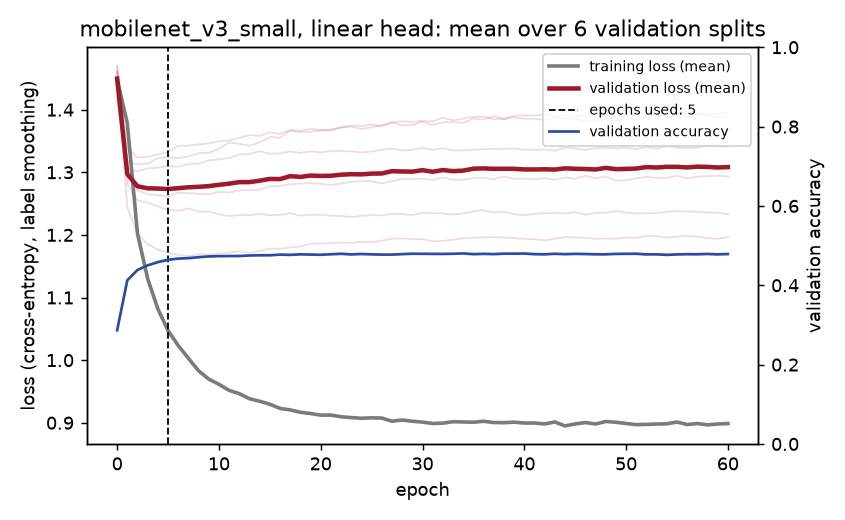 mobilenet_v3_small, linear head: mean over 6 validation splits
training loss (mean)
validation loss (mean)
epochs used: 5
validation accuracy
loss (cross-entropy, label smoothing)
1.4
1.3
1.2
1.1
1.0
0.9
1.0
0.8
0.6
0.4
0.2
0.0
validation accuracy
0 10 20 30 40 50 60
epoch